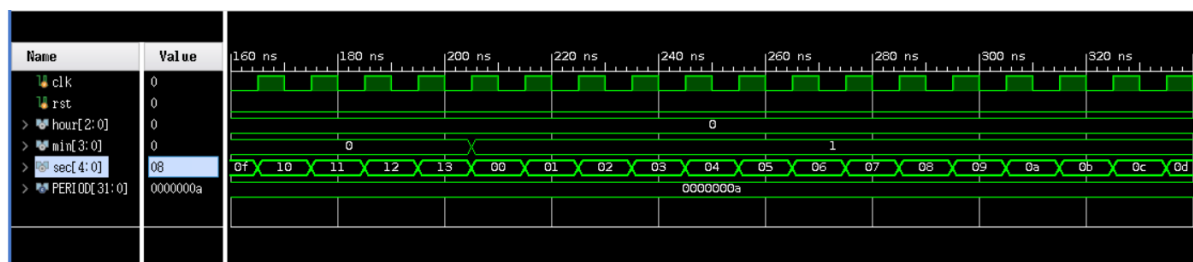 Name Value 160 ns 180 ns 200 ns 220 ns 240 ns 260 ns 280 ns 300 ns 320 ns
clk 0
rst 0
hour[2:0] 0 0
min[3:0] 0 0 1
sec[4:0] 08 0f 10 11 12 13 00 01 02 03 04 05 06 07 08 09 0a 0b 0c 0d
PERIOD[31:0] 0000000a 0000000a